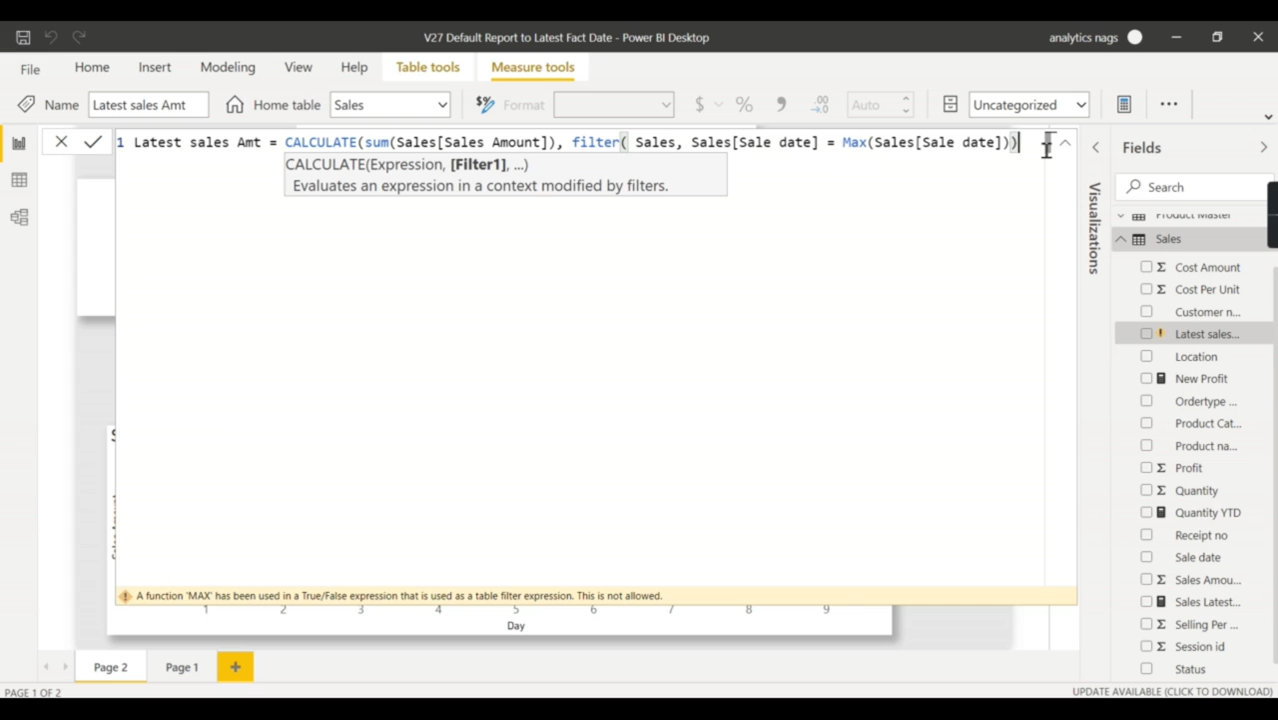 V27 Default Report to Latest Fact Date - Power BI Desktop
analytics nags
File Home Insert Modeling View Help Table tools Measure tools
Name Latest sales Amt Home table Sales Format $ % Auto Uncategorized
1 Latest sales Amt = CALCULATE(sum(Sales[Sales Amount]), filter( Sales, Sales[Sale date] = Max(Sales[Sale date]))
CALCULATE(Expression, [Filter1], ...)
Evaluates an expression in a context modified by filters.
Visualizations
Fields
Search
Product Master
Sales
Cost Amount
Cost Per Unit
Customer n...
Latest sales...
Location
New Profit
Ordertype ...
Product Cat...
Product na...
Profit
Quantity
Quantity YTD
Receipt no
Sale date
Sales Amou...
Sales Latest...
Selling Per ...
Session id
Status
A function 'MAX' has been used in a True/False expression that is used as a table filter expression. This is not allowed.
1 2 3 4 5 6 7 8 9
Day
Page 2 Page 1
PAGE 1 OF 2
UPDATE AVAILABLE (CLICK TO DOWNLOAD)